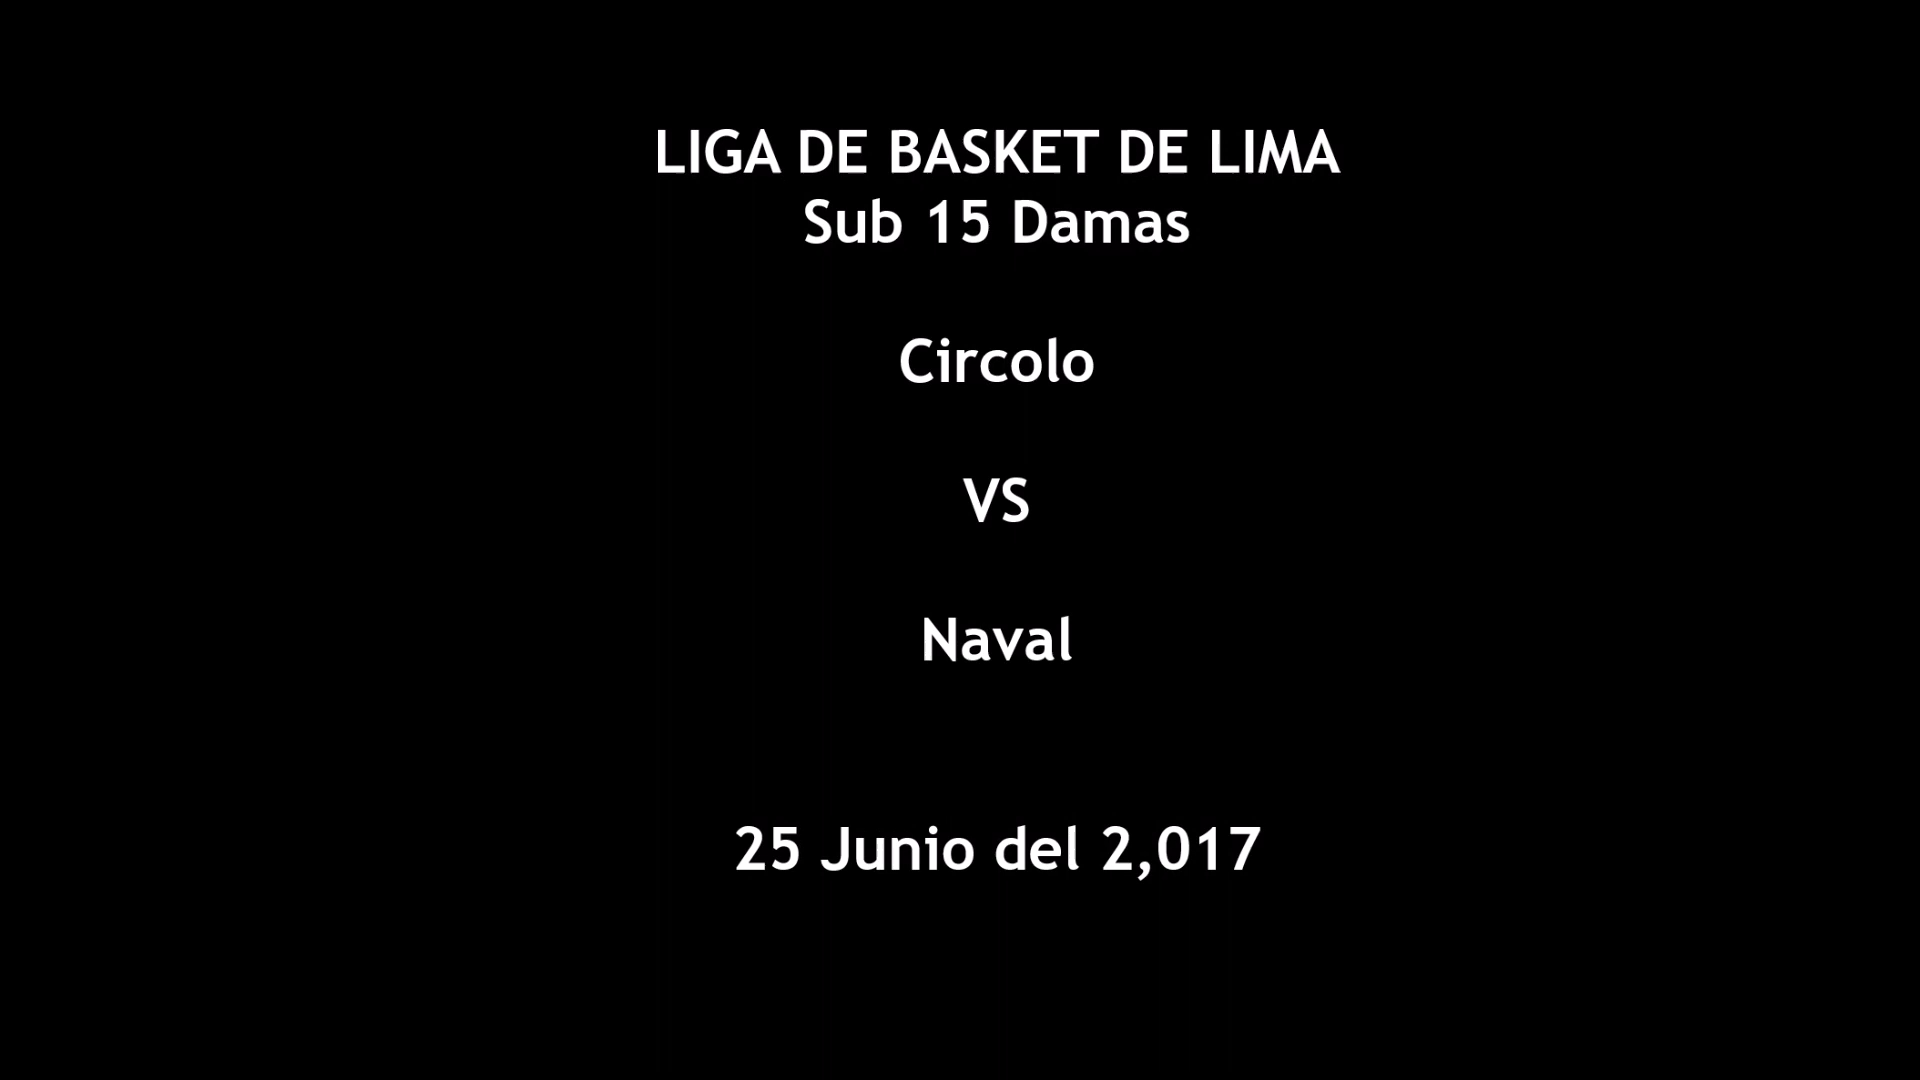 LIGA DE BASKET DE LIMA
Sub 15 Damas
Circolo
VS
Naval
25 Junio del 2,017